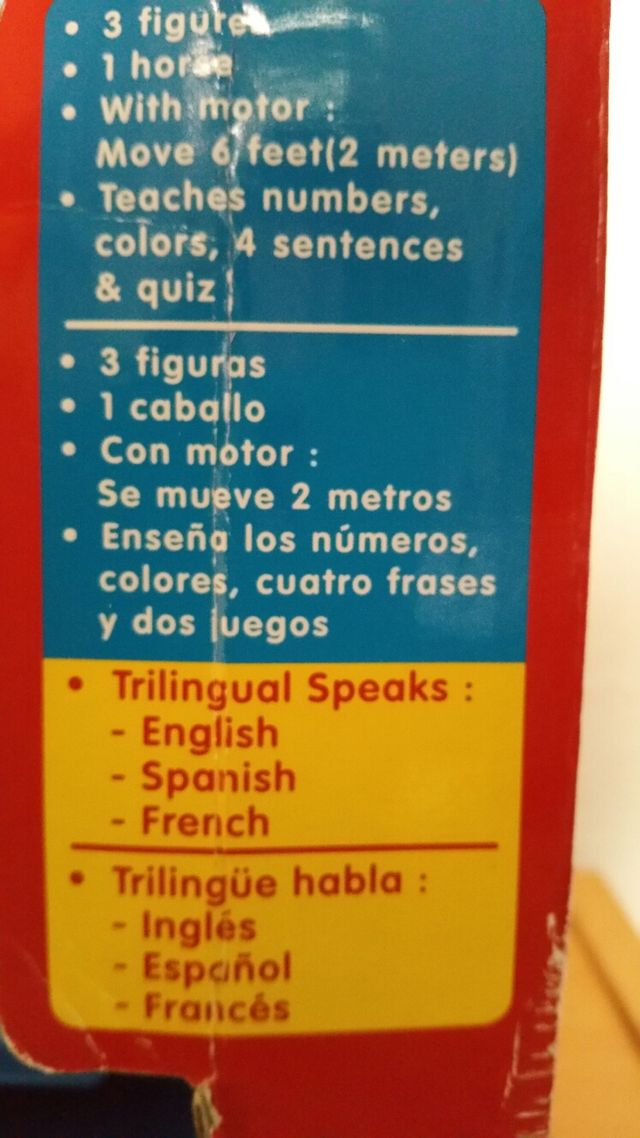 • 3 figures
• 1 horse
• With motor :
Move 6 feet(2 meters)
• Teaches numbers,
colors, 4 sentences
& quiz
• 3 figuras
• 1 caballo
• Con motor :
Se mueve 2 metros
• Enseña los números,
colores, cuatro frases
y dos juegos
• Trilingual Speaks :
- English
- Spanish
- French
• Trilingüe habla :
- Inglés
- Español
- Francés